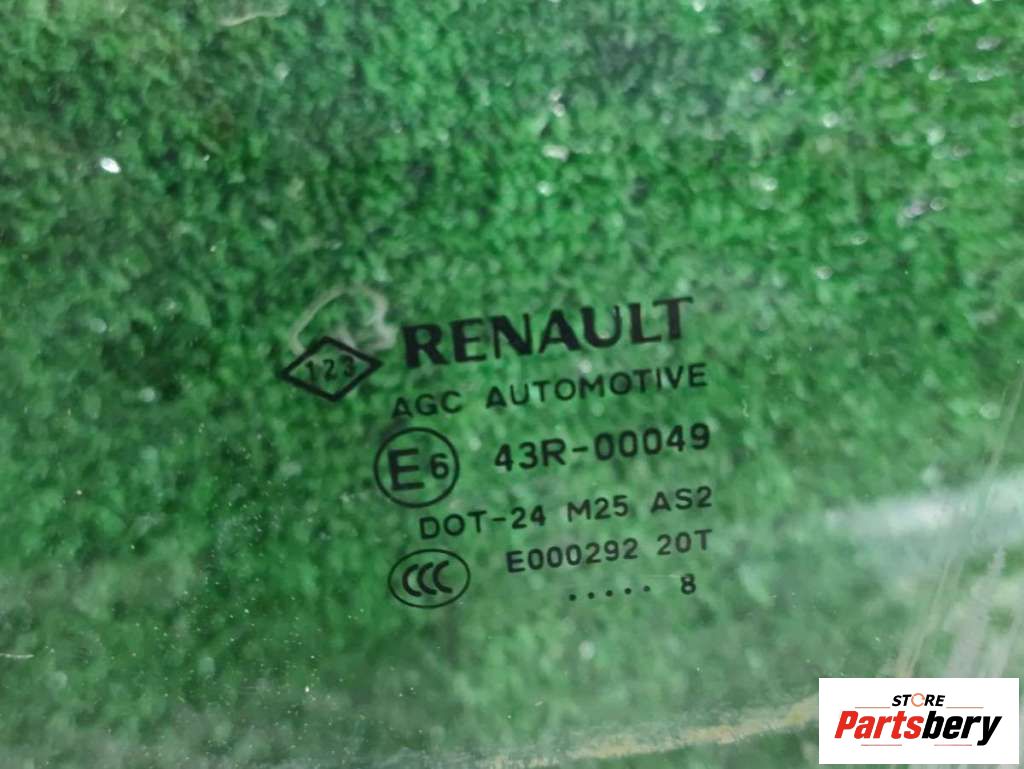 123 RENAULT
AGC AUTOMOTIVE
E6 43R-00049
DOT-24 M25 AS2
CCC E000292 20T
..... 8
STORE
Partsbery